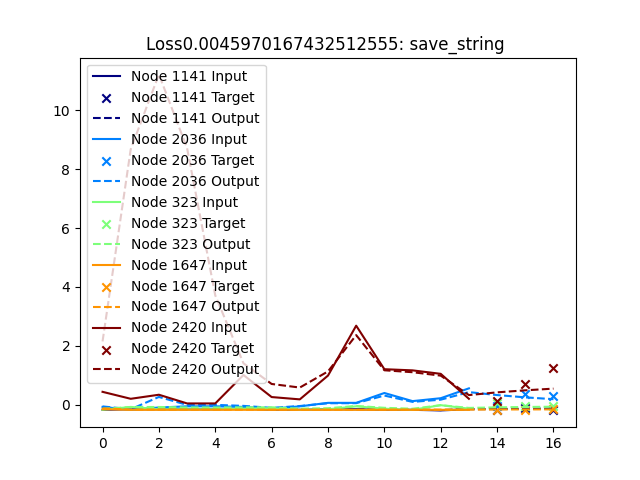 Loss0.0045970167432512555: save_string
Node 1141 Input
Node 1141 Target
Node 1141 Output
Node 2036 Input
Node 2036 Target
Node 2036 Output
Node 323 Input
Node 323 Target
Node 323 Output
Node 1647 Input
Node 1647 Target
Node 1647 Output
Node 2420 Input
Node 2420 Target
Node 2420 Output
10
8
6
4
2
0
0 2 4 6 8 10 12 14 16